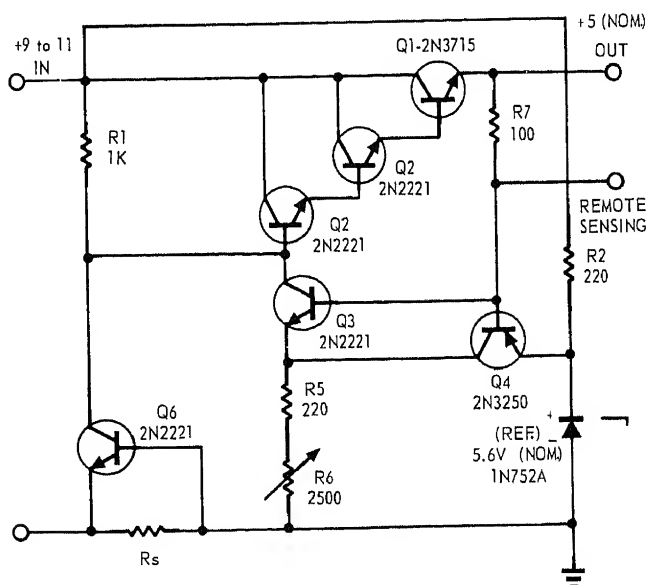 +9 to 11
IN
Q1-2N3715
+5 (NOM.)
OUT
R1
1K
R7
100
Q2
2N2221
REMOTE
SENSING
Q2
2N2221
R2
220
Q3
2N2221
Q4
2N3250
R5
220
Q6
2N2221
+
(REF.)
5.6V (NOM.)
1N752A
R6
2500
Rs